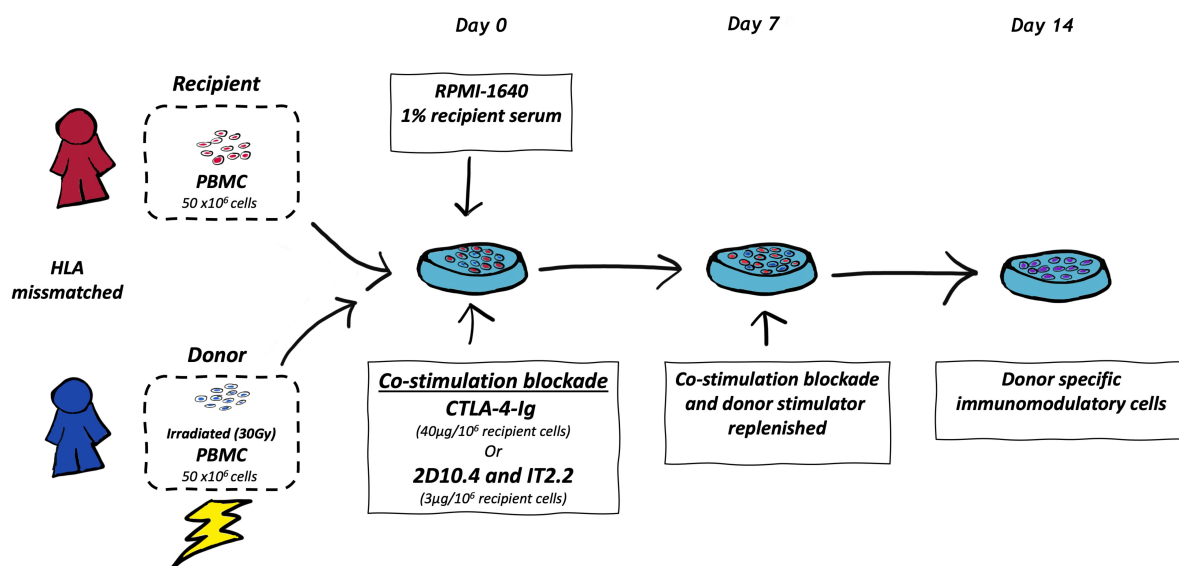 Day 0
Day 7
Day 14
Recipient
PBMC
50 x10⁶ cells
RPMI-1640
1% recipient serum
HLA
missmatched
Donor
Irradiated (30Gy)
PBMC
50 x10⁶ cells
Co-stimulation blockade
CTLA-4-Ig
(40µg/10⁶ recipient cells)
Or
2D10.4 and IT2.2
(3µg/10⁶ recipient cells)
Co-stimulation blockade
and donor stimulator
replenished
Donor specific
immunomodulatory cells